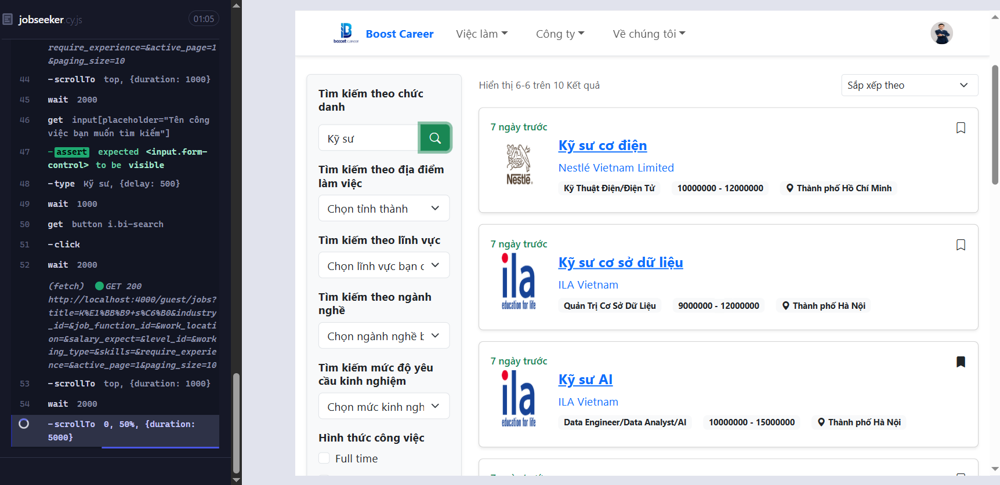 jobseeker.cy.js
01:05
require_experience=&active_page=1
&paging_size=10
44 -scrollTo top, {duration: 1000}
45 wait 2000
46 get input[placeholder="Tên công
việc bạn muốn tìm kiếm"]
47 -assert expected <input.form-
control> to be visible
48 -type Kỹ sư, {delay: 500}
49 wait 1000
50 get button i.bi-search
51 -click
52 wait 2000
(fetch) GET 200
http://localhost:4000/guest/jobs?
title=K%E1%BB%B9+s%C6%B0&industry
_id=&job_function_id=&work_locati
on=&salary_expect=&level_id=&work
ing_type=&skills=&require_experie
nce=&active_page=1&paging_size=10
53 -scrollTo top, {duration: 1000}
54 wait 2000
-scrollTo 0, 50%, {duration:
5000}
boost career
Boost Career
Việc làm
Công ty
Về chúng tôi
Tìm kiếm theo chức
danh
Kỹ sư
Tìm kiếm theo địa điểm
làm việc
Chọn tỉnh thành
Tìm kiếm theo lĩnh vực
Chọn lĩnh vực bạn c
Tìm kiếm theo ngành
nghề
Chọn ngành nghề b
Tìm kiếm mức độ yêu
cầu kinh nghiệm
Chọn mức kinh ngh
Hình thức công việc
Full time
Hiển thị 6-6 trên 10 Kết quả
Sắp xếp theo
7 ngày trước
Nestlé
Kỹ sư cơ điện
Nestlé Vietnam Limited
Kỹ Thuật Điện/Điện Tử 10000000 - 12000000 Thành phố Hồ Chí Minh
7 ngày trước
ila
education for life
Kỹ sư cơ sở dữ liệu
ILA Vietnam
Quản Trị Cơ Sở Dữ Liệu 9000000 - 12000000 Thành phố Hà Nội
7 ngày trước
ila
education for life
Kỹ sư AI
ILA Vietnam
Data Engineer/Data Analyst/AI 10000000 - 15000000 Thành phố Hà Nội